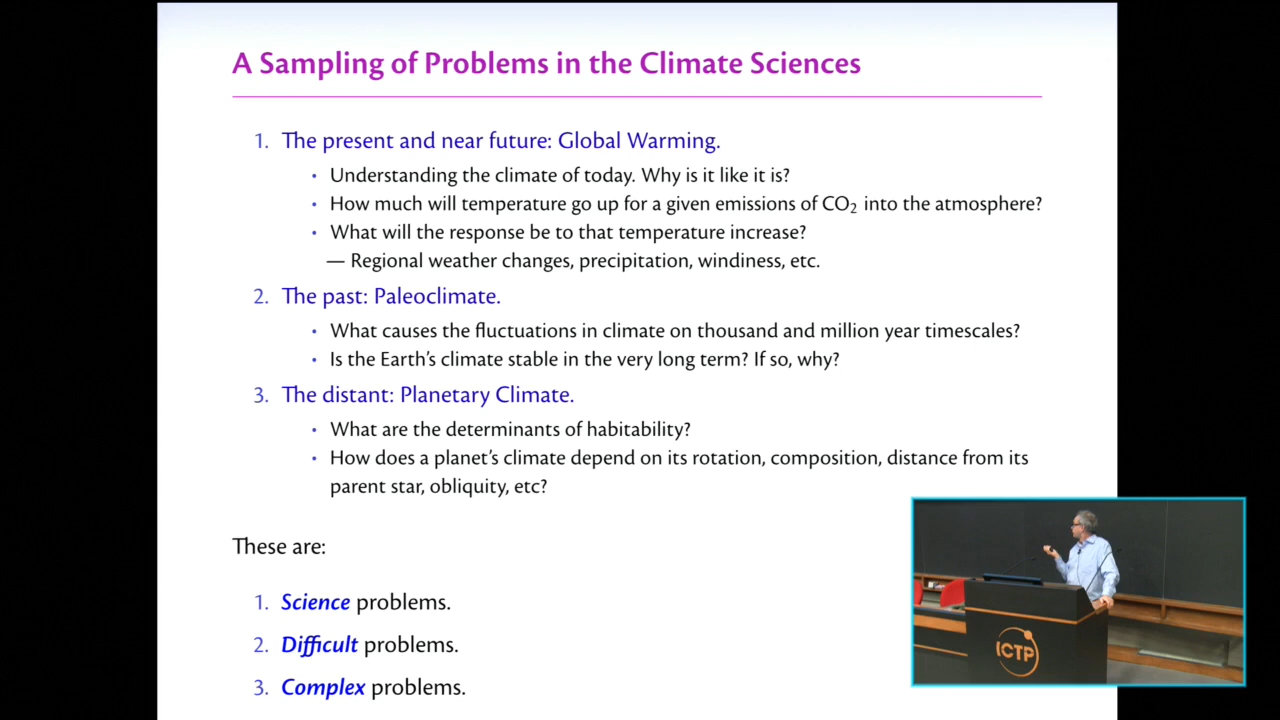 A Sampling of Problems in the Climate Sciences
1. The present and near future: Global Warming.
• Understanding the climate of today. Why is it like it is?
• How much will temperature go up for a given emissions of CO₂ into the atmosphere?
• What will the response be to that temperature increase?
— Regional weather changes, precipitation, windiness, etc.
2. The past: Paleoclimate.
• What causes the fluctuations in climate on thousand and million year timescales?
• Is the Earth's climate stable in the very long term? If so, why?
3. The distant: Planetary Climate.
• What are the determinants of habitability?
• How does a planet's climate depend on its rotation, composition, distance from its
parent star, obliquity, etc?
These are:
1. Science problems.
2. Difficult problems.
3. Complex problems.
ICTP